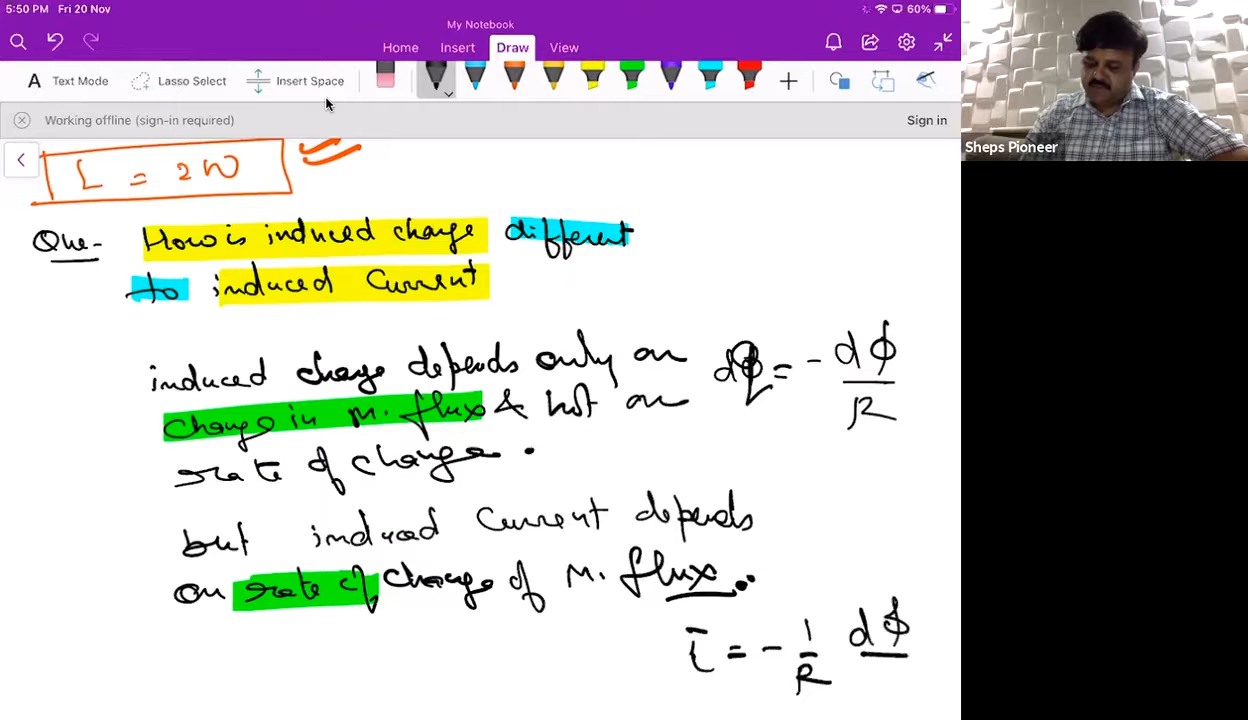 5:50 PM Fri 20 Nov
60%
My Notebook
Home Insert Draw View
A Text Mode Lasso Select Insert Space
Working offline (sign-in required) Sign in
Sheps Pioneer
L = 2W
Que- How is induced charge different
to induced Current
induced charge depends only on
change in M. flux & not on
rate of change.
dq = - dϕ/R
but induced Current depends
on rate of change of M. flux.
I = - 1/R dϕ